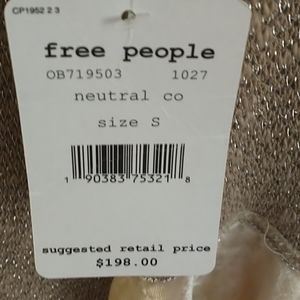 CP1952 2 3
free people
OB719503 1027
neutral co
size S
1 90383 75321 8
suggested retail price
$198.00